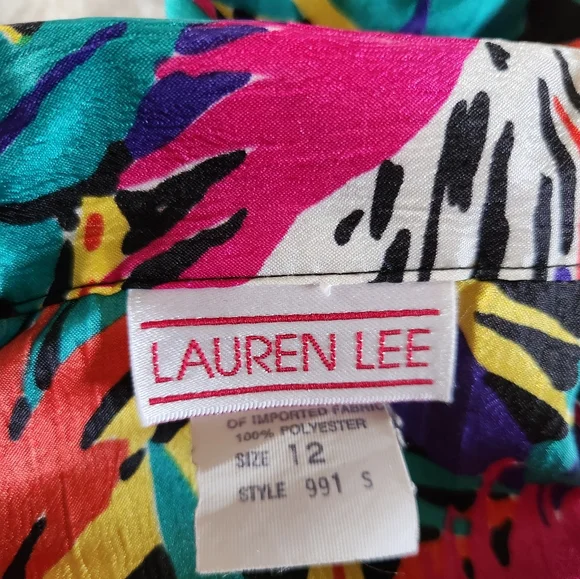 LAUREN LEE
OF IMPORTED FABRIC
100% POLYESTER
SIZE 12
STYLE 991 S